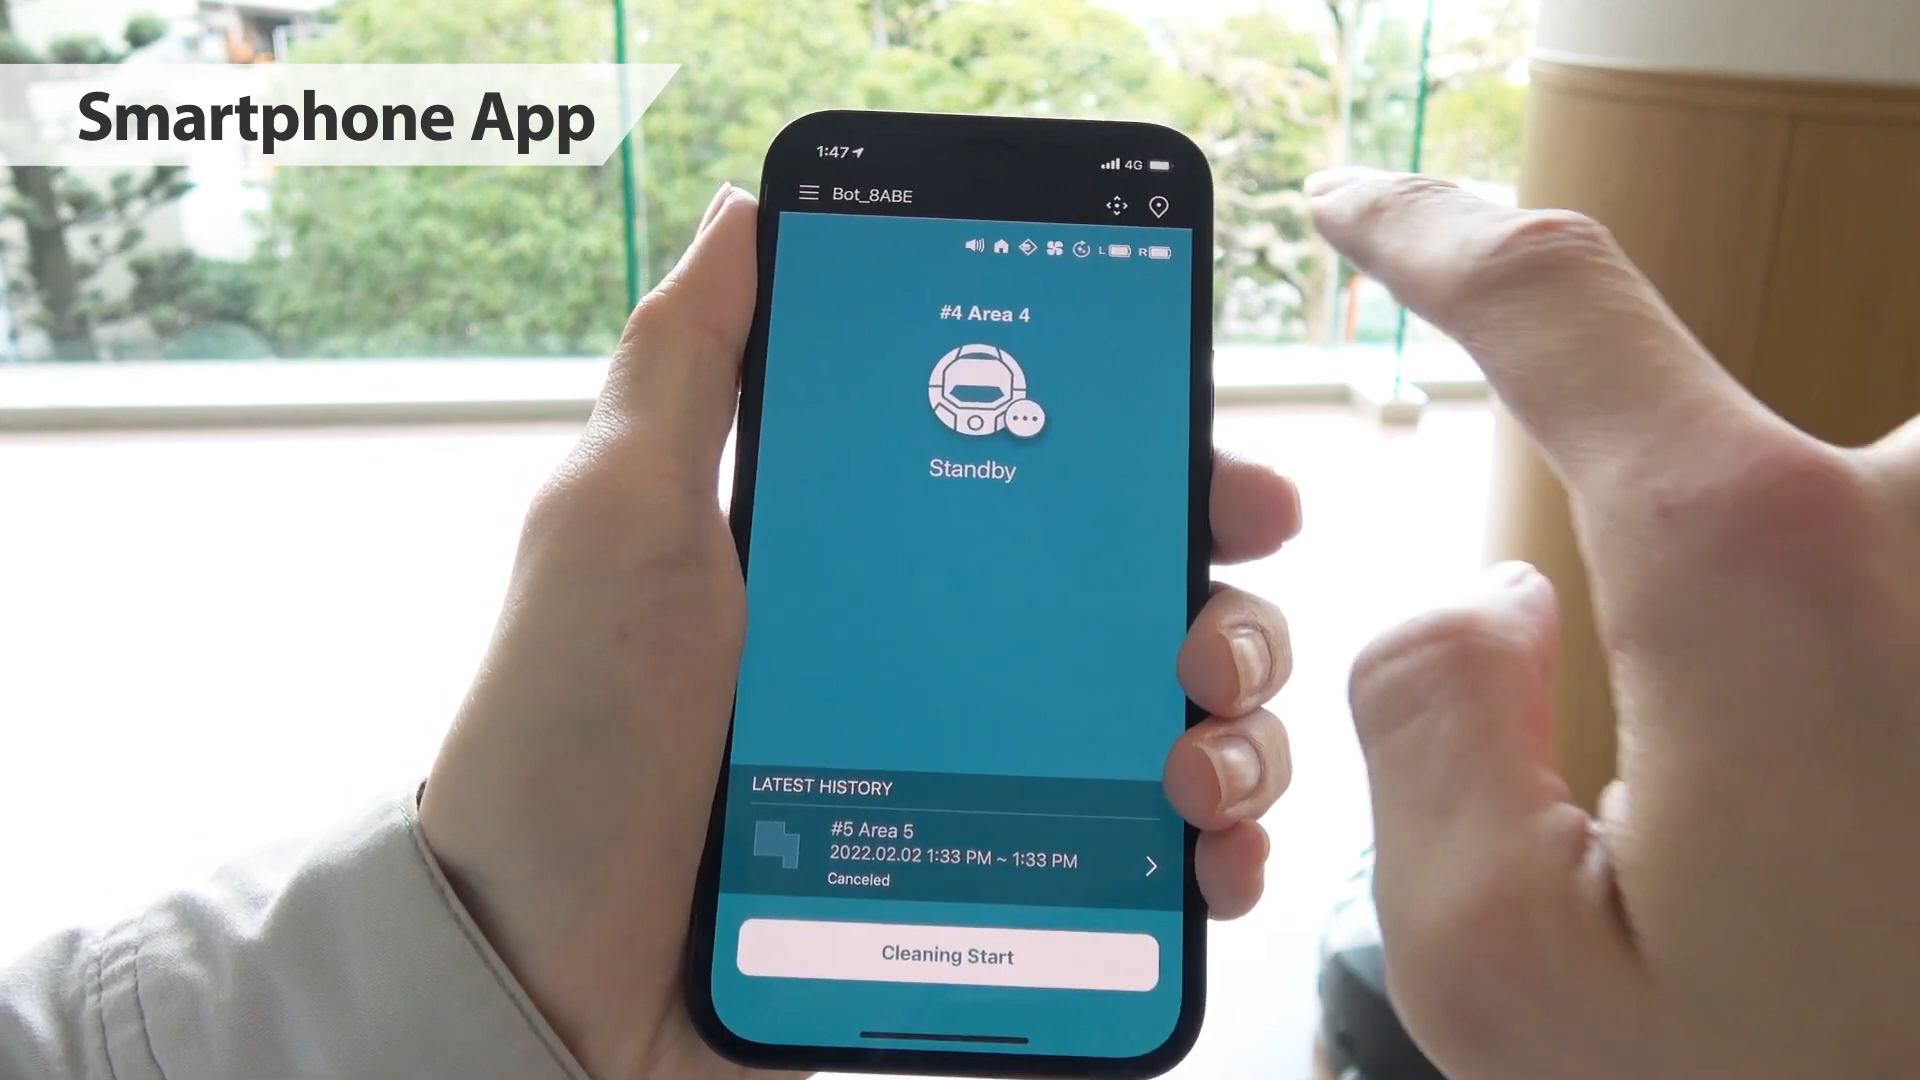 Smartphone App
1:47
4G
Bot_8ABE
L R
#4 Area 4
Standby
LATEST HISTORY
#5 Area 5
2022.02.02 1:33 PM ~ 1:33 PM
Canceled
Cleaning Start